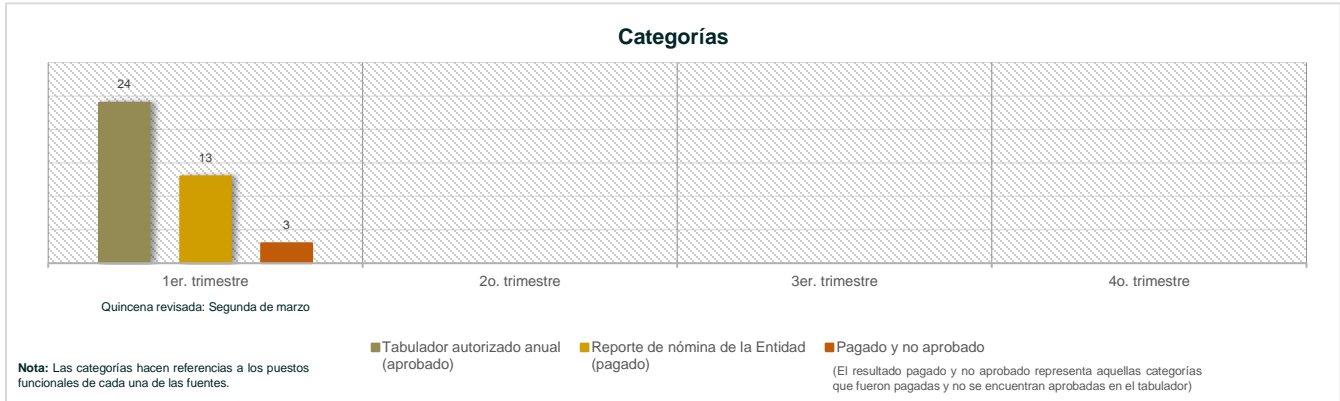 Categorías
24
13
3
1er. trimestre
2o. trimestre
3er. trimestre
4o. trimestre
Quincena revisada: Segunda de marzo
Tabulador autorizado anual
(aprobado)
Reporte de nómina de la Entidad
(pagado)
Pagado y no aprobado
(El resultado pagado y no aprobado representa aquellas categorías
que fueron pagadas y no se encuentran aprobadas en el tabulador)
Nota: Las categorías hacen referencias a los puestos
funcionales de cada una de las fuentes.